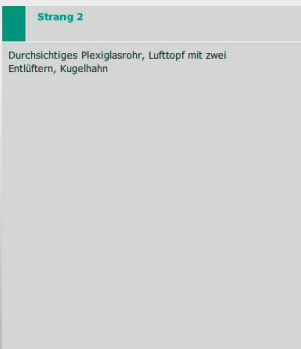 Strang 2
Durchsichtiges Plexiglasrohr, Lufttopf mit zwei
Entlüftern, Kugelhahn